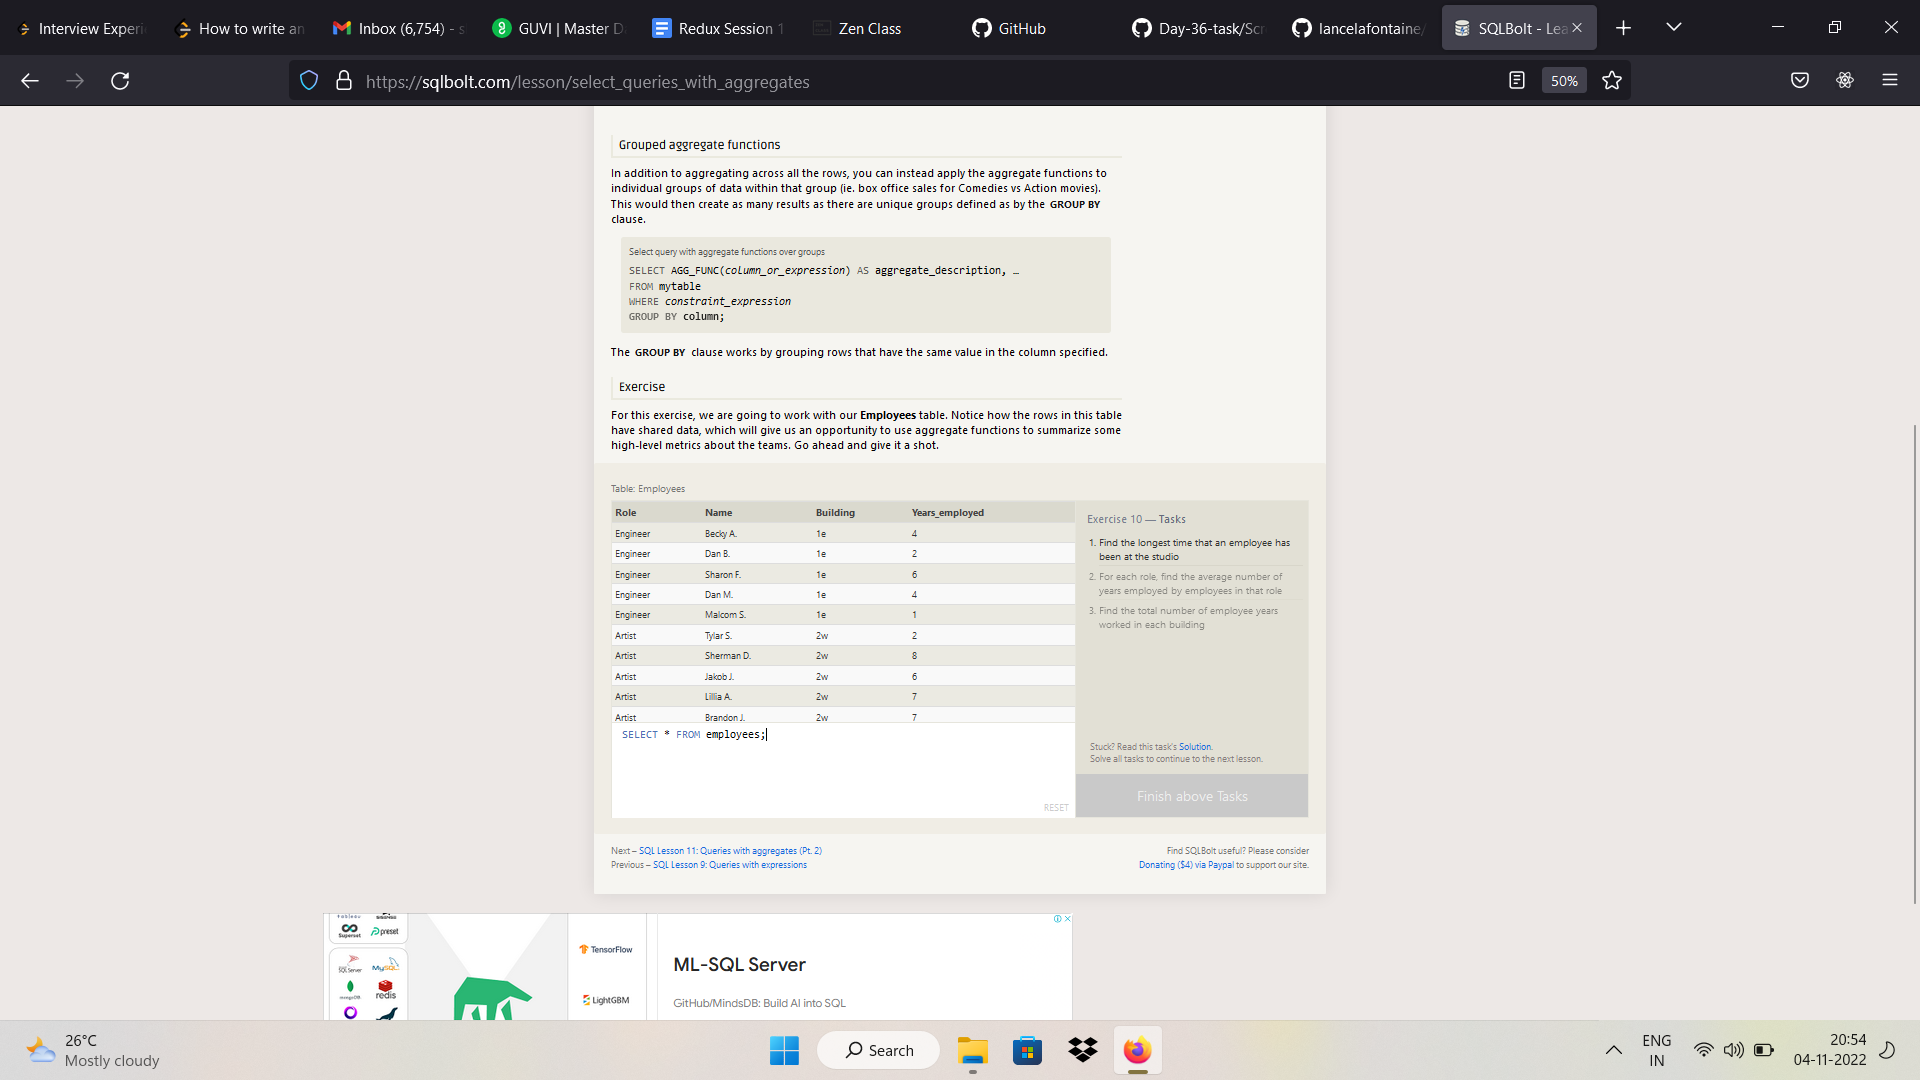 Interview Experi
How to write an
Inbox (6,754) - s
GUVI | Master D
Redux Session 1
Zen Class
GitHub
Day-36-task/Scr
lancelafontaine/
SQLBolt - Lea
https://sqlbolt.com/lesson/select_queries_with_aggregates
50%
Grouped aggregate functions
In addition to aggregating across all the rows, you can instead apply the aggregate functions to
individual groups of data within that group (ie. box office sales for Comedies vs Action movies).
This would then create as many results as there are unique groups defined as by the GROUP BY
clause.
Select query with aggregate functions over groups
SELECT AGG_FUNC(column_or_expression) AS aggregate_description, …
FROM mytable
WHERE constraint_expression
GROUP BY column;
The GROUP BY clause works by grouping rows that have the same value in the column specified.
Exercise
For this exercise, we are going to work with our Employees table. Notice how the rows in this table
have shared data, which will give us an opportunity to use aggregate functions to summarize some
high-level metrics about the teams. Go ahead and give it a shot.
Table: Employees
Role Name Building Years_employed
Engineer Becky A. 1e 4
Engineer Dan B. 1e 2
Engineer Sharon F. 1e 6
Engineer Dan M. 1e 4
Engineer Malcom S. 1e 1
Artist Tylar S. 2w 2
Artist Sherman D. 2w 8
Artist Jakob J. 2w 6
Artist Lillia A. 2w 7
Artist Brandon J. 2w 7
SELECT * FROM employees;
RESET
Exercise 10 — Tasks
1. Find the longest time that an employee has
been at the studio
2. For each role, find the average number of
years employed by employees in that role
3. Find the total number of employee years
worked in each building
Stuck? Read this task's Solution.
Solve all tasks to continue to the next lesson.
Finish above Tasks
Next – SQL Lesson 11: Queries with aggregates (Pt. 2)
Previous – SQL Lesson 9: Queries with expressions
Find SQLBolt useful? Please consider
Donating ($4) via Paypal to support our site.
Superset
preset
SQL Server
MySQL
mongoDB
redis
TensorFlow
LightGBM
ML-SQL Server
GitHub/MindsDB: Build AI into SQL
26°C
Mostly cloudy
Search
ENG
IN
20:54
04-11-2022